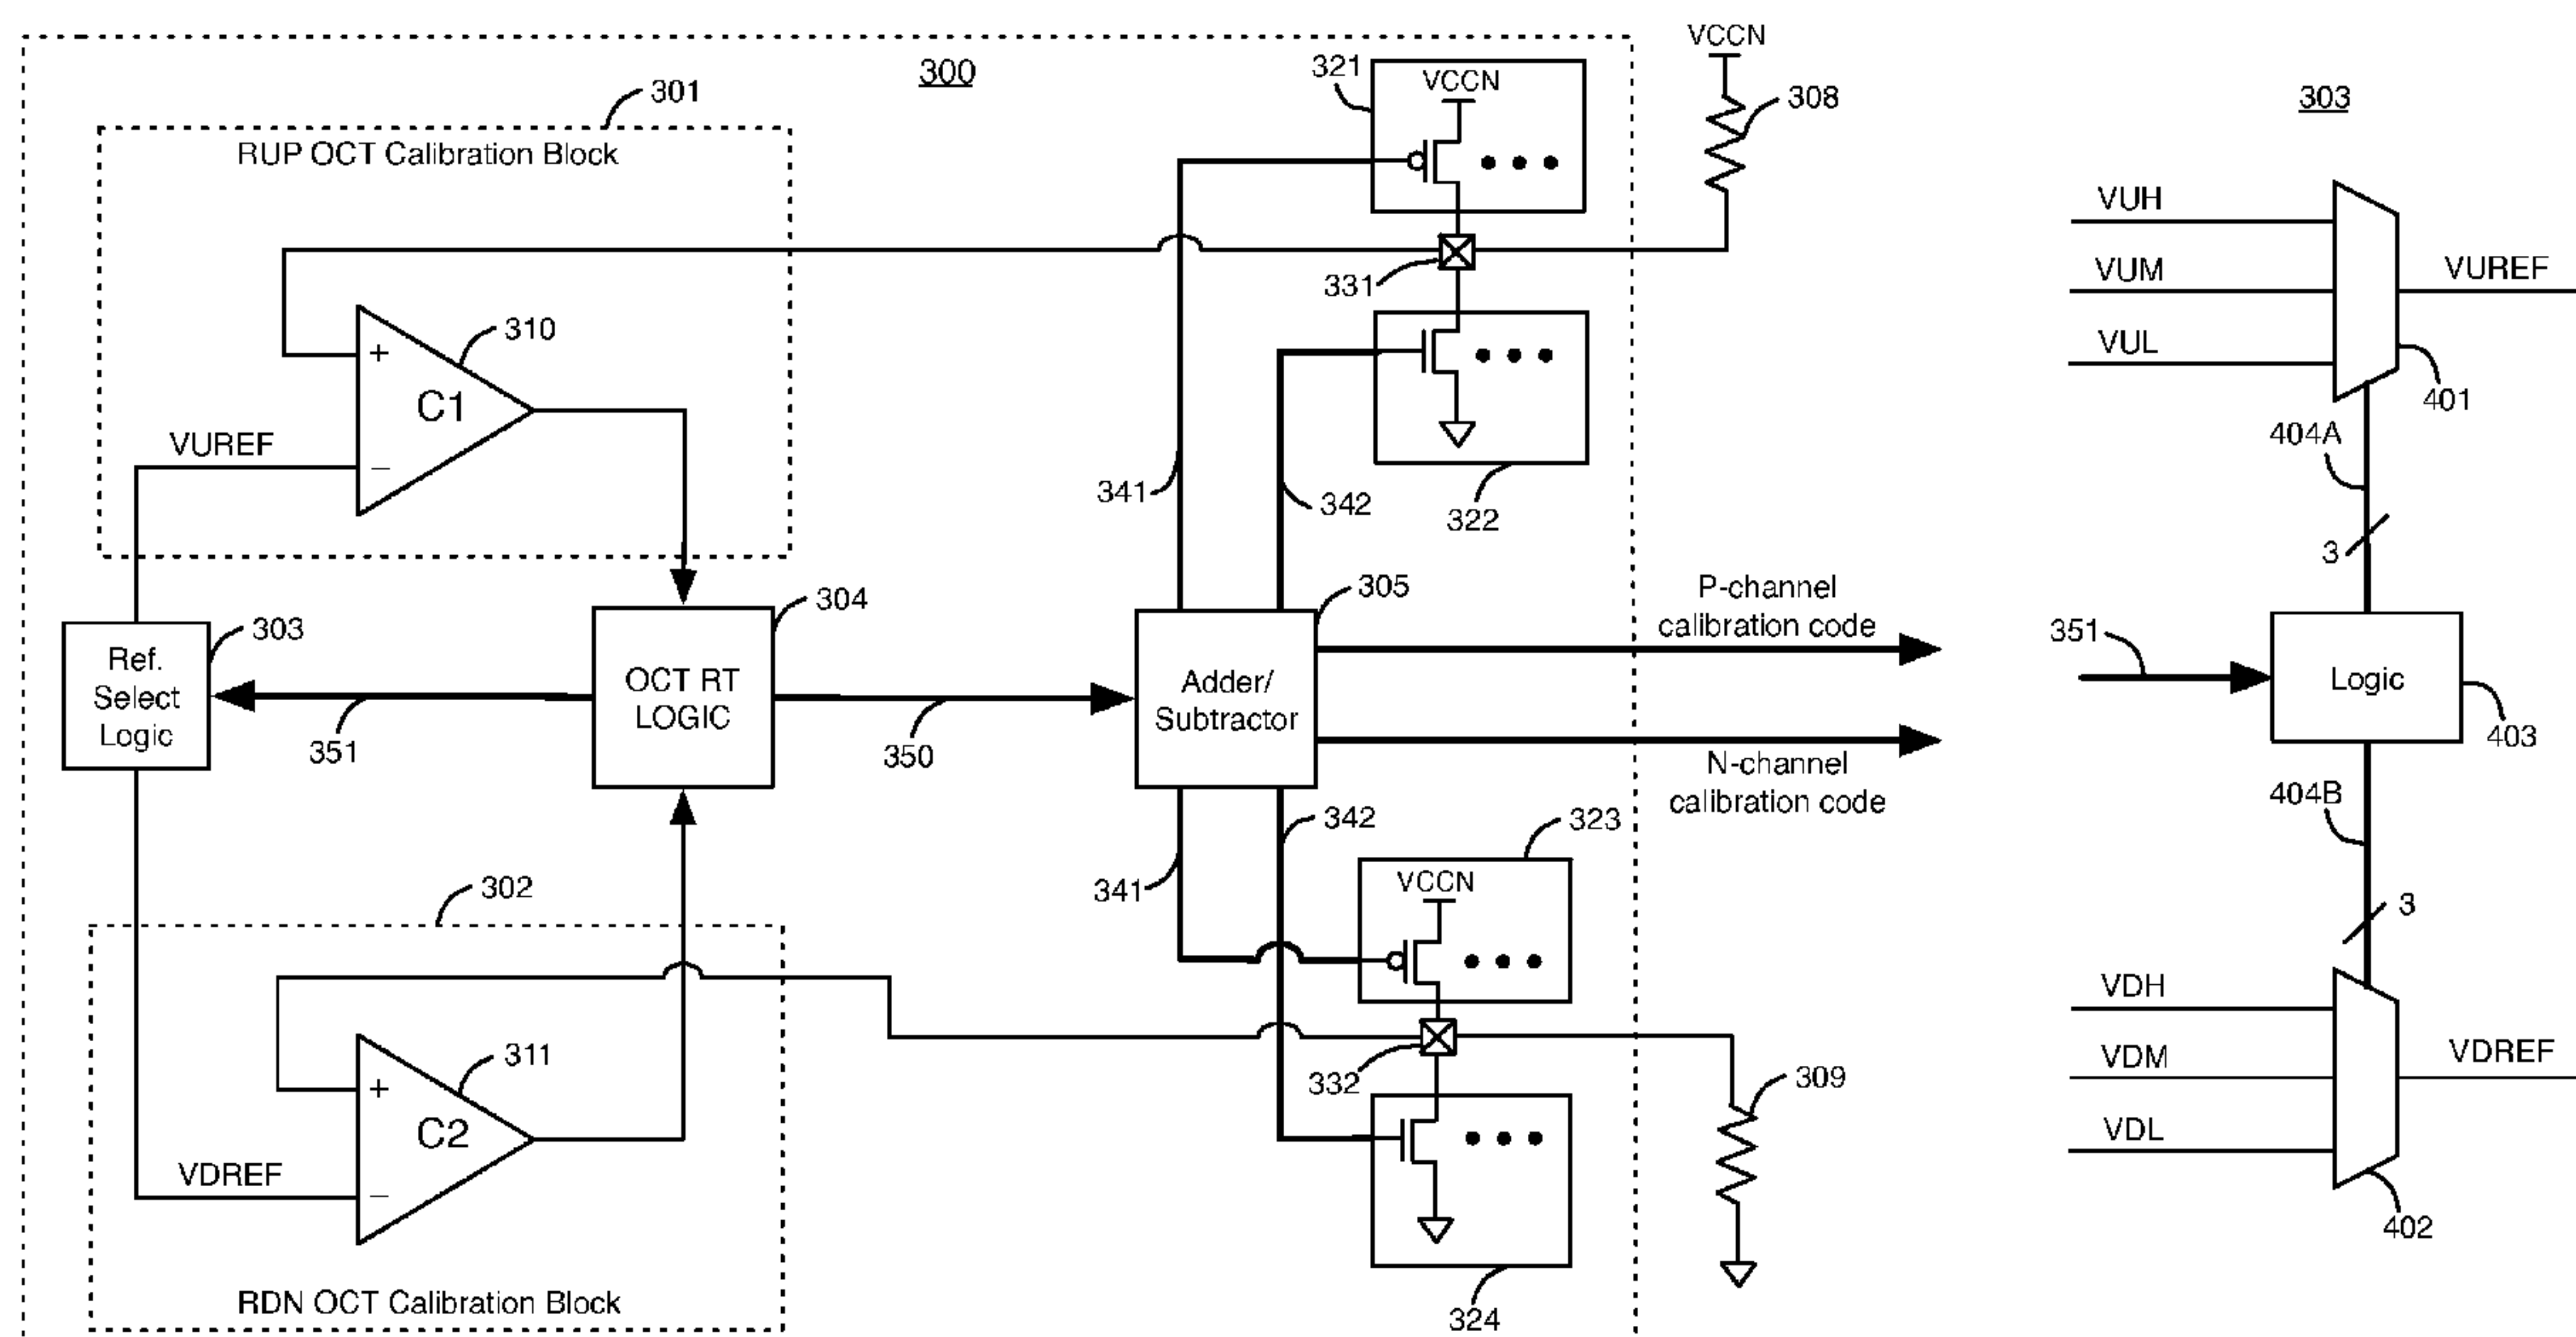 300
301
RUP OCT Calibration Block
321
VCCN
VCCN
308
303
VUH
VUM
VUL
VUREF
401
404A
3
331
310
+
C1
−
VUREF
341
342
322
303
Ref.
Select
Logic
351
304
OCT RT
LOGIC
350
305
Adder/
Subtractor
P-channel
calibration code
N-channel
calibration code
351
Logic
403
404B
3
341
342
323
VCCN
302
332
309
311
+
C2
−
VDREF
324
RDN OCT Calibration Block
VDH
VDM
VDL
VDREF
402